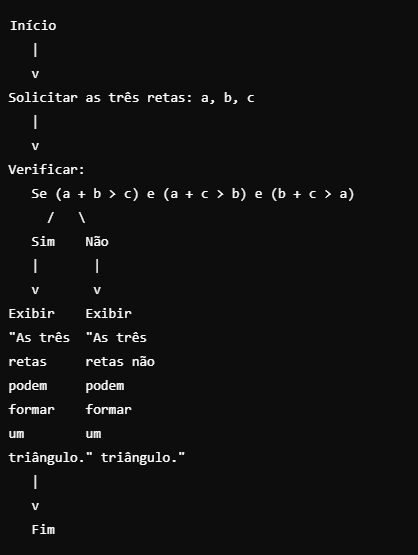 Início
   |
   v
Solicitar as três retas: a, b, c
   |
   v
Verificar:
   Se (a + b > c) e (a + c > b) e (b + c > a)
     /   \
   Sim    Não
   |       |
   v       v
Exibir    Exibir
"As três  "As três
retas     retas não
podem     podem
formar    formar
um        um
triângulo." triângulo."
   |
   v
   Fim